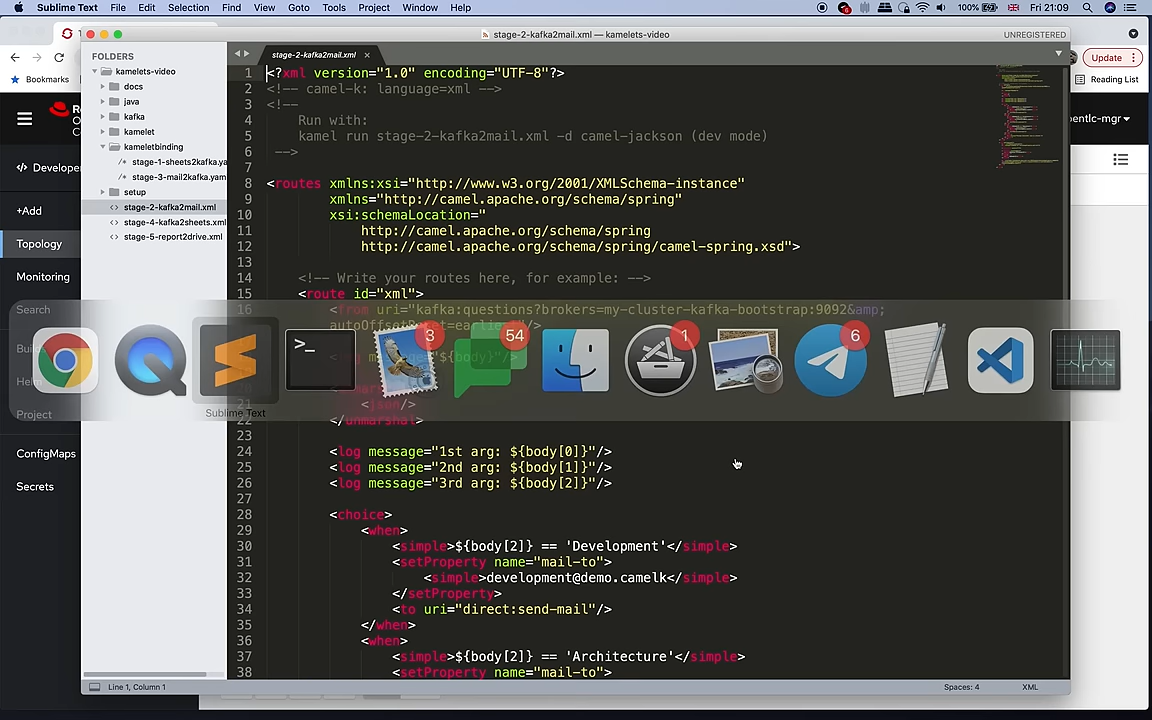 Sublime Text File Edit Selection Find View Goto Tools Project Window Help
100% Fri 21:09
stage-2-kafka2mail.xml — kamelets-video
UNREGISTERED
Update
Bookmarks
Reading List
FOLDERS
kamelets-video
docs
java
kafka
kamelet
kameletbinding
/* stage-1-sheets2kafka.ya
/* stage-3-mail2kafka.yam
setup
<> stage-2-kafka2mail.xml
<> stage-4-kafka2sheets.xml
<> stage-5-report2drive.xml
</> Develope
+Add
Topology
Monitoring
Search
Helm
Project
ConfigMaps
Secrets
pentlc-mgr
stage-2-kafka2mail.xml ×
1 <?xml version="1.0" encoding="UTF-8"?>
2 <!-- camel-k: language=xml -->
3 <!--
4 Run with:
5 kamel run stage-2-kafka2mail.xml -d camel-jackson (dev mode)
6 -->
7
8 <routes xmlns:xsi="http://www.w3.org/2001/XMLSchema-instance"
9 xmlns="http://camel.apache.org/schema/spring"
10 xsi:schemaLocation="
11 http://camel.apache.org/schema/spring
12 http://camel.apache.org/schema/spring/camel-spring.xsd">
13
14 <!-- Write your routes here, for example: -->
15 <route id="xml">
16 <from uri="kafka:questions?brokers=my-cluster-kafka-bootstrap:9092&amp;
3 54 1 6
>_
<json/>
Sublime Text
22 </unmarshal>
23
24 <log message="1st arg: ${body[0]}"/>
25 <log message="2nd arg: ${body[1]}"/>
26 <log message="3rd arg: ${body[2]}"/>
27
28 <choice>
29 <when>
30 <simple>${body[2]} == 'Development'</simple>
31 <setProperty name="mail-to">
32 <simple>development@demo.camelk</simple>
33 </setProperty>
34 <to uri="direct:send-mail"/>
35 </when>
36 <when>
37 <simple>${body[2]} == 'Architecture'</simple>
38 <setProperty name="mail-to">
Line 1, Column 1
Spaces: 4
XML